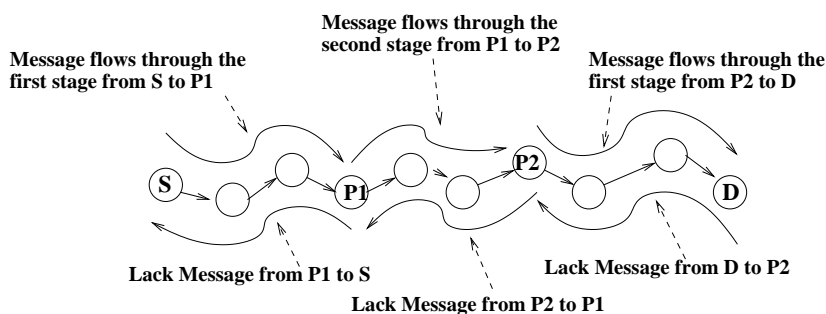 Message flows through the
second stage from P1 to P2
Message flows through the
first stage from S to P1
Message flows through the
first stage from P2 to D
S
P1
P2
D
Lack Message from P1 to S
Lack Message from D to P2
Lack Message from P2 to P1